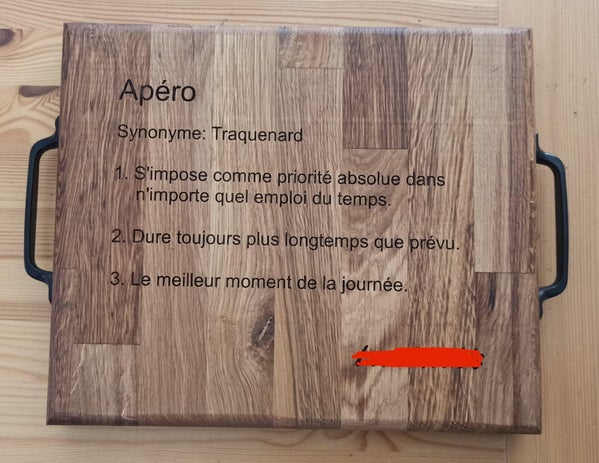 Apéro
Synonyme: Traquenard
1. S'impose comme priorité absolue dans
n'importe quel emploi du temps.
2. Dure toujours plus longtemps que prévu.
3. Le meilleur moment de la journée.